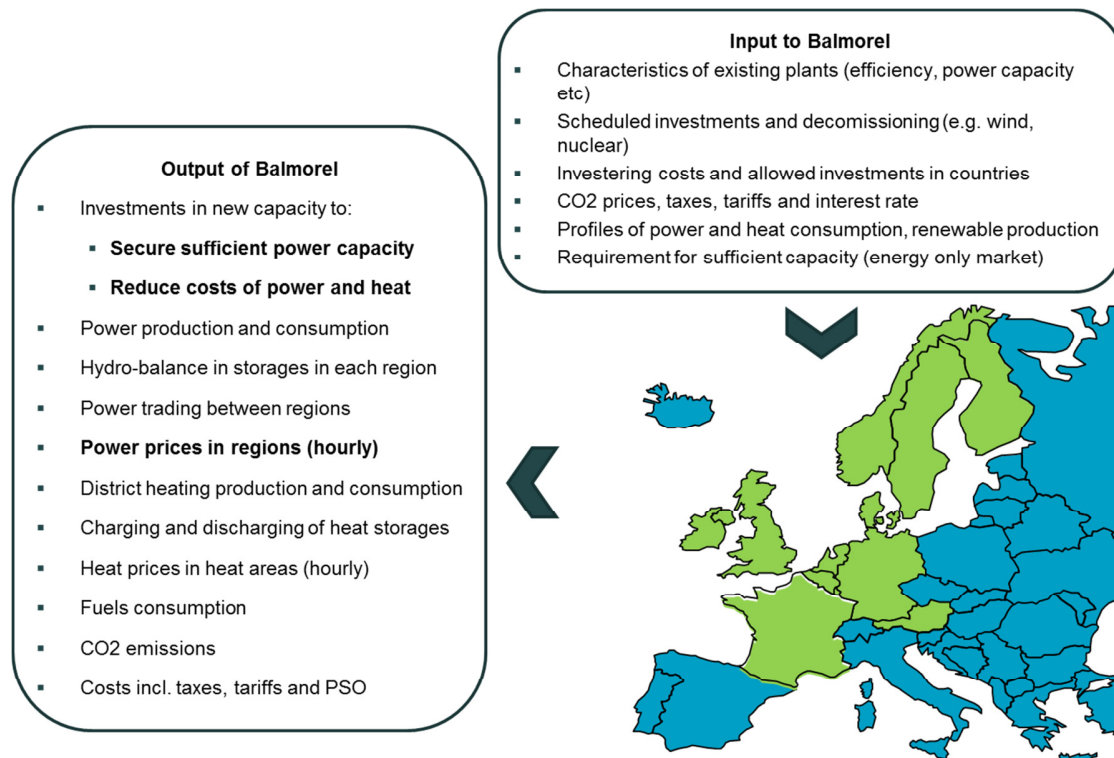 Input to Balmorel
▪ Characteristics of existing plants (efficiency, power capacity
etc)
▪ Scheduled investments and decomissioning (e.g. wind,
nuclear)
▪ Investering costs and allowed investments in countries
▪ CO2 prices, taxes, tariffs and interest rate
▪ Profiles of power and heat consumption, renewable production
▪ Requirement for sufficient capacity (energy only market)
Output of Balmorel
▪ Investments in new capacity to:
▪ Secure sufficient power capacity
▪ Reduce costs of power and heat
▪ Power production and consumption
▪ Hydro-balance in storages in each region
▪ Power trading between regions
▪ Power prices in regions (hourly)
▪ District heating production and consumption
▪ Charging and discharging of heat storages
▪ Heat prices in heat areas (hourly)
▪ Fuels consumption
▪ CO2 emissions
▪ Costs incl. taxes, tariffs and PSO